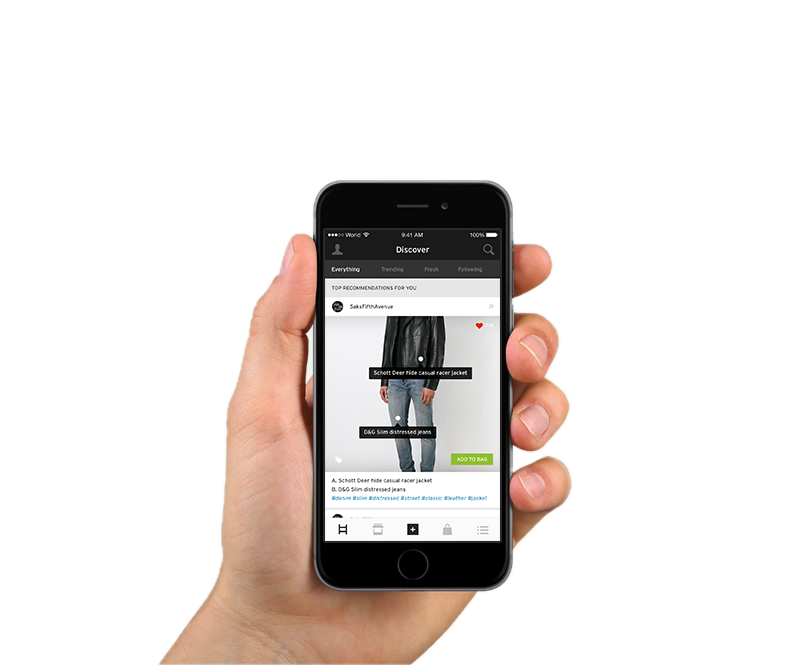 World
9:41 AM
100%
Discover
Everything
Trending
Fresh
Following
TOP RECOMMENDATIONS FOR YOU
SaksFifthAvenue
Schott Deer hide casual racer jacket
D&G Slim distressed jeans
ADD TO BAG
A. Schott Deer hide casual racer jacket
B. D&G Slim distressed jeans
#denim #slim #distressed #street #classic #leather #jacket